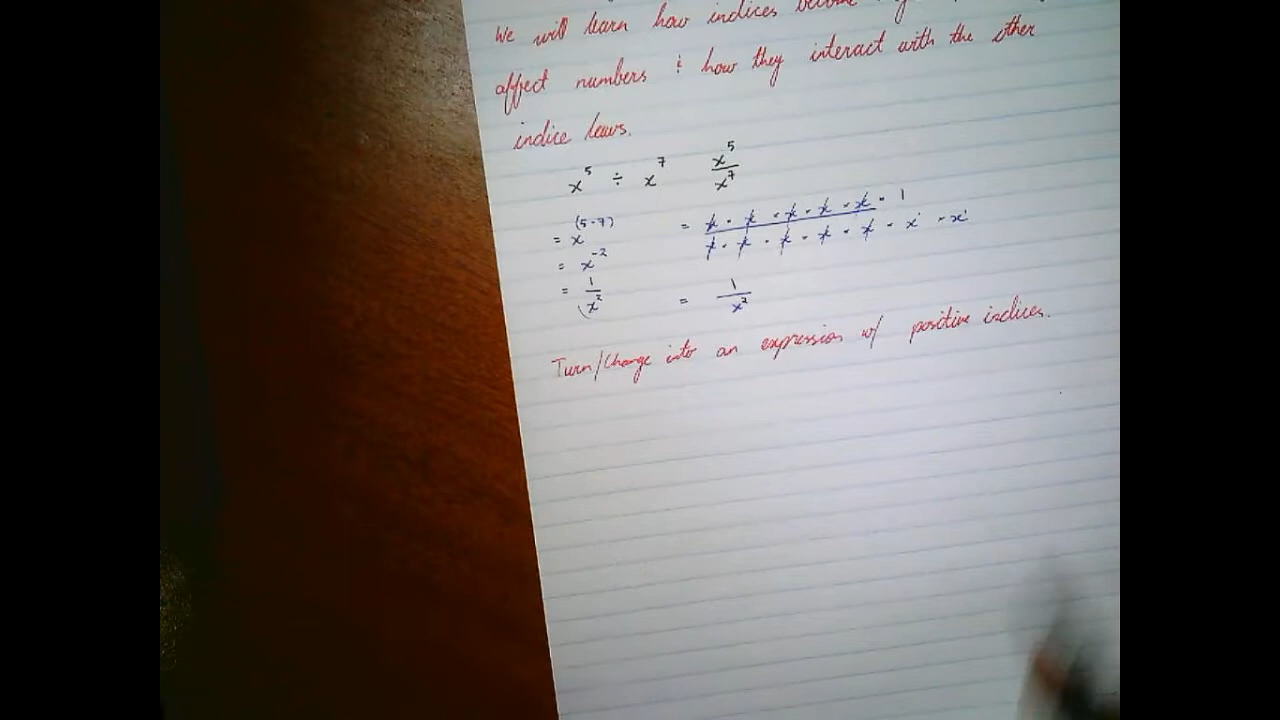 We will learn how indices become
affect numbers & how they interact with the other
indice laws.
x⁵ ÷ x⁷ x⁵/x⁷
= x⁽⁵⁻⁷⁾ = x · x · x · x · x · 1 / x · x · x · x · x · x · x
= x⁻²
= 1/x² = 1/x²
Turn/Change into an expression w/ positive indices.